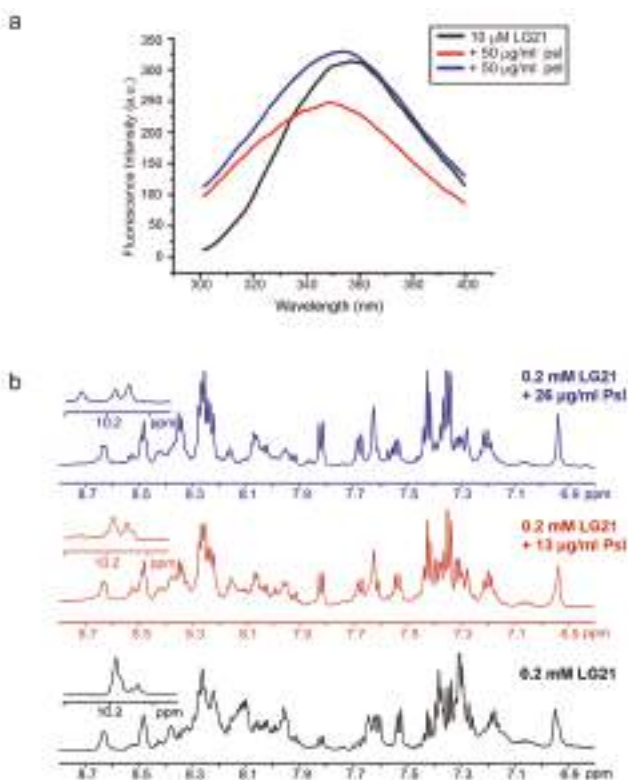 a
10 µM LG21
+ 50 µg/ml psl
+ 50 µg/ml pel
Fluorescence Intensity (a.u.)
350
300
250
200
150
100
50
0
300 320 340 360 380 400
Wavelength (nm)
b
0.2 mM LG21
+ 26 µg/ml Psl
10.2 ppm
8.7 8.5 8.3 8.1 7.9 7.7 7.5 7.3 7.1 6.9 ppm
0.2 mM LG21
+ 13 µg/ml Psl
10.2 ppm
8.7 8.5 8.3 8.1 7.9 7.7 7.5 7.3 7.1 6.9 ppm
0.2 mM LG21
10.2 ppm
8.7 8.5 8.3 8.1 7.9 7.7 7.5 7.3 7.1 6.9 ppm